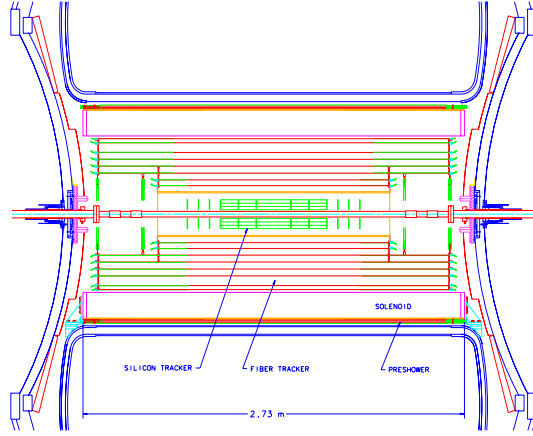 SOLENOID
SILICON TRACKER
FIBER TRACKER
PRESHOWER
2.73 m